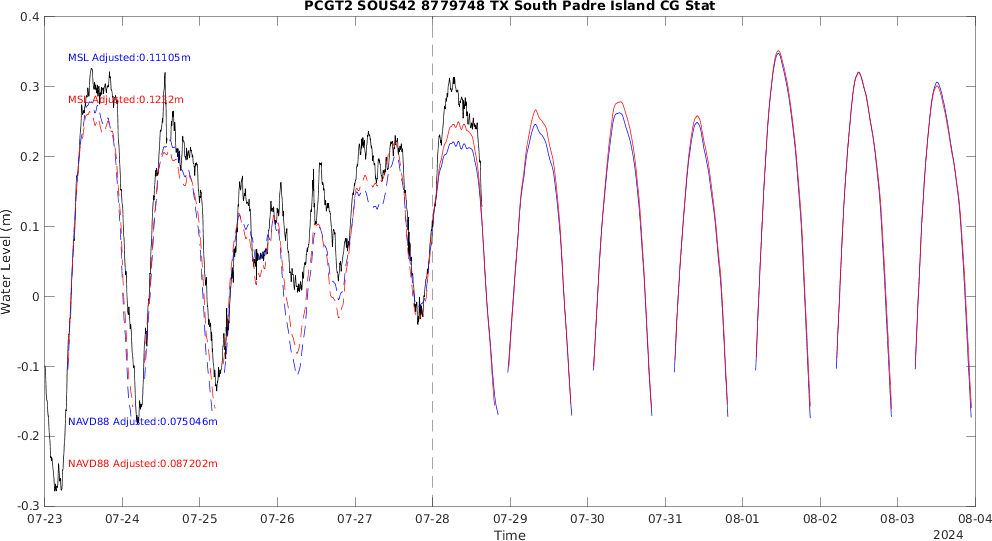 PCGT2 SOUS42 8779748 TX South Padre Island CG Stat
0.4
MSL Adjusted:0.11105m
0.3
MSL Adjusted:0.1232m
0.2
Water Level (m)
0.1
0
-0.1
-0.2
NAVD88 Adjusted:0.075046m
NAVD88 Adjusted:0.087202m
-0.3
07-23 07-24 07-25 07-26 07-27 07-28 07-29 07-30 07-31 08-01 08-02 08-03 08-04
Time
2024